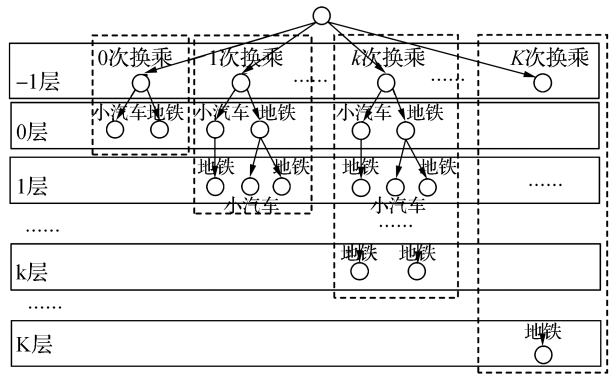 0次换乘 1次换乘 k次换乘 K次换乘
-1层 …… ……
小汽车 地铁 小汽车 地铁 小汽车 地铁
0层
地铁 地铁 地铁 地铁
1层 ……
小汽车 小汽车
…… ……
地铁 地铁
k层
……
地铁
K层